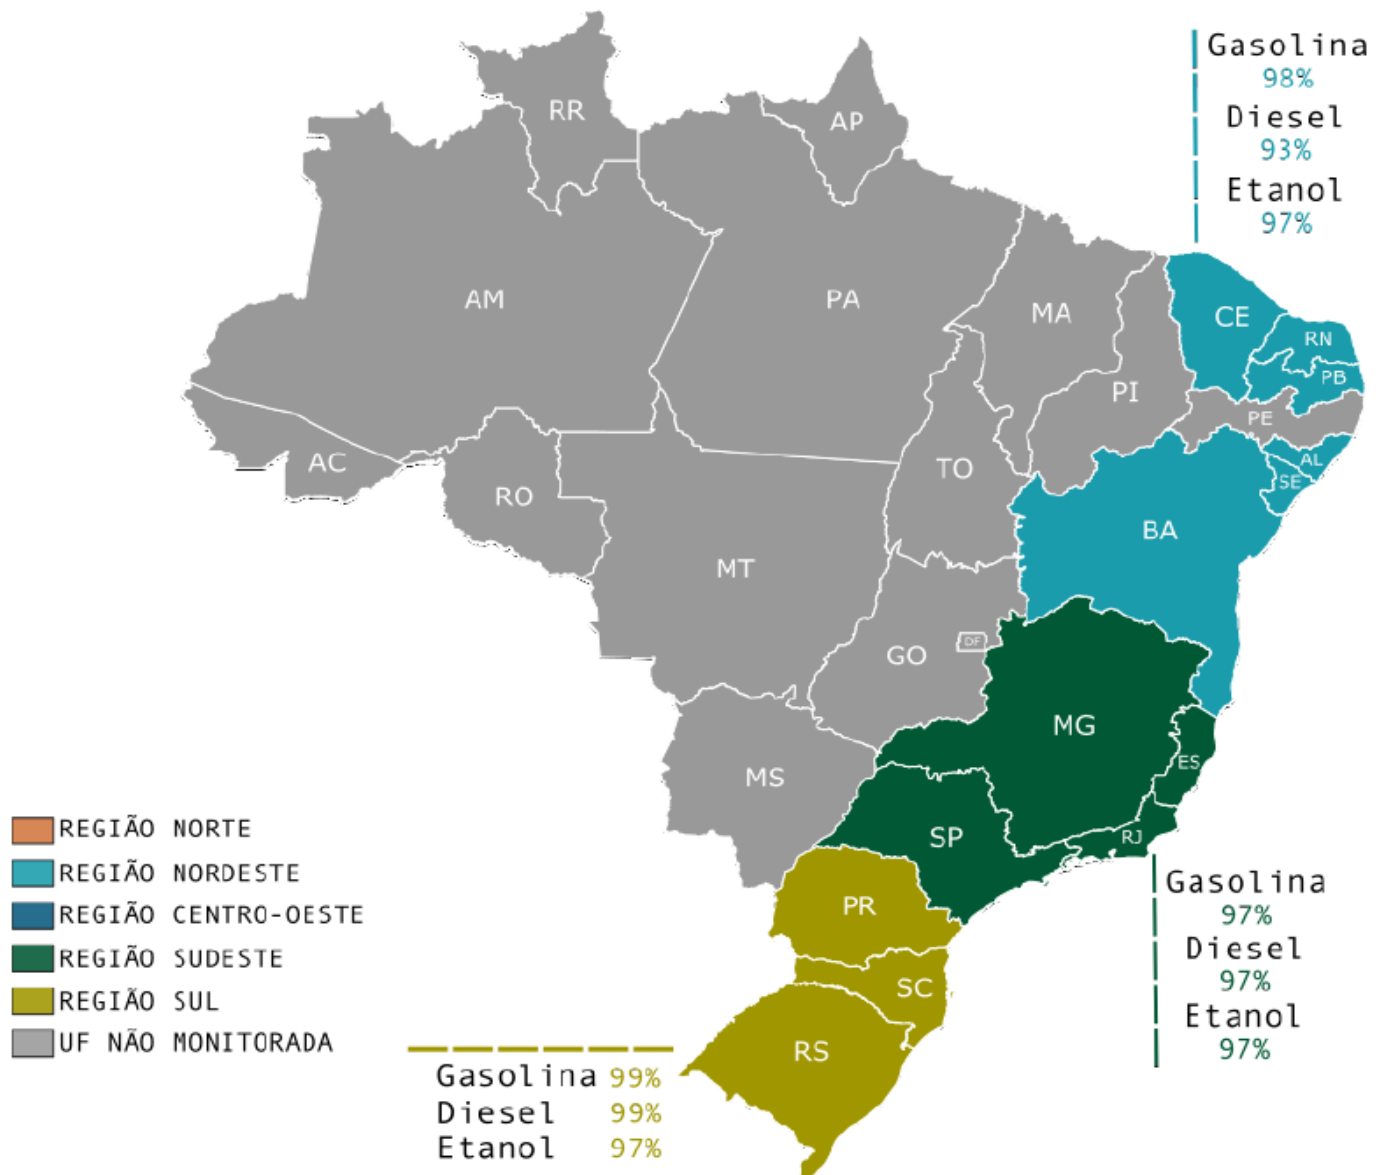 Gasolina
98%
Diesel
93%
Etanol
97%
RR
AP
AM
PA
MA
CE
RN
PB
PI
PE
AC
RO
TO
AL
SE
BA
MT
GO
DF
MG
ES
MS
SP
RJ
PR
SC
RS
REGIÃO NORTE
REGIÃO NORDESTE
REGIÃO CENTRO-OESTE
REGIÃO SUDESTE
REGIÃO SUL
UF NÃO MONITORADA
Gasolina
97%
Diesel
97%
Etanol
97%
Gasolina 99%
Diesel 99%
Etanol 97%